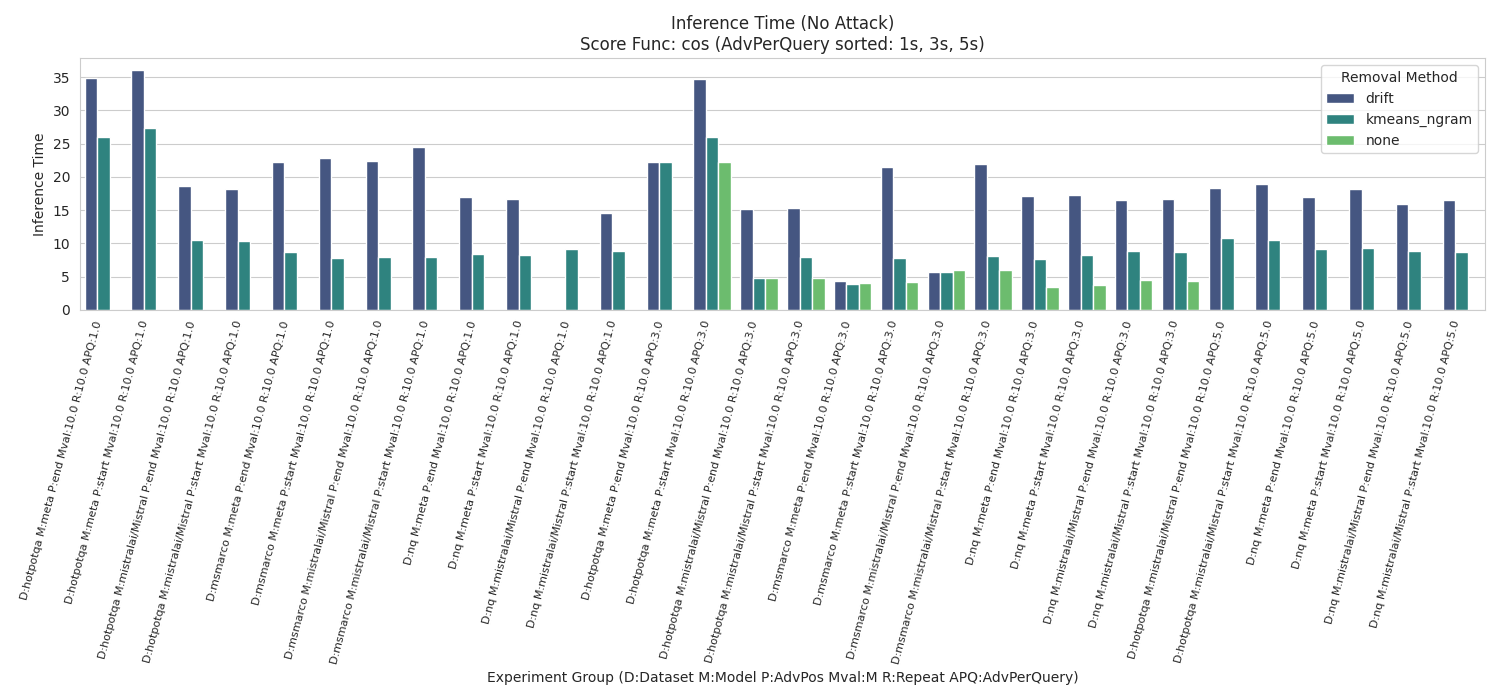 Inference Time (No Attack)
Score Func: cos (AdvPerQuery sorted: 1s, 3s, 5s)
Removal Method
drift
kmeans_ngram
none
Inference Time
35
30
25
20
15
10
5
0
D:hotpotqa M:meta P:end Mval:10.0 R:10.0 APQ:1.0
D:hotpotqa M:meta P:start Mval:10.0 R:10.0 APQ:1.0
D:hotpotqa M:mistralai/Mistral P:end Mval:10.0 R:10.0 APQ:1.0
D:hotpotqa M:mistralai/Mistral P:start Mval:10.0 R:10.0 APQ:1.0
D:msmarco M:meta P:end Mval:10.0 R:10.0 APQ:1.0
D:msmarco M:meta P:start Mval:10.0 R:10.0 APQ:1.0
D:msmarco M:mistralai/Mistral P:end Mval:10.0 R:10.0 APQ:1.0
D:msmarco M:mistralai/Mistral P:start Mval:10.0 R:10.0 APQ:1.0
D:nq M:meta P:end Mval:10.0 R:10.0 APQ:1.0
D:nq M:meta P:start Mval:10.0 R:10.0 APQ:1.0
D:nq M:mistralai/Mistral P:end Mval:10.0 R:10.0 APQ:1.0
D:nq M:mistralai/Mistral P:start Mval:10.0 R:10.0 APQ:1.0
D:hotpotqa M:meta P:end Mval:10.0 R:10.0 APQ:3.0
D:hotpotqa M:meta P:start Mval:10.0 R:10.0 APQ:3.0
D:hotpotqa M:mistralai/Mistral P:end Mval:10.0 R:10.0 APQ:3.0
D:hotpotqa M:mistralai/Mistral P:start Mval:10.0 R:10.0 APQ:3.0
D:msmarco M:meta P:end Mval:10.0 R:10.0 APQ:3.0
D:msmarco M:meta P:start Mval:10.0 R:10.0 APQ:3.0
D:msmarco M:mistralai/Mistral P:end Mval:10.0 R:10.0 APQ:3.0
D:msmarco M:mistralai/Mistral P:start Mval:10.0 R:10.0 APQ:3.0
D:nq M:meta P:end Mval:10.0 R:10.0 APQ:3.0
D:nq M:meta P:start Mval:10.0 R:10.0 APQ:3.0
D:nq M:mistralai/Mistral P:end Mval:10.0 R:10.0 APQ:3.0
D:nq M:mistralai/Mistral P:start Mval:10.0 R:10.0 APQ:3.0
D:hotpotqa M:mistralai/Mistral P:end Mval:10.0 R:10.0 APQ:5.0
D:hotpotqa M:mistralai/Mistral P:start Mval:10.0 R:10.0 APQ:5.0
D:nq M:meta P:end Mval:10.0 R:10.0 APQ:5.0
D:nq M:meta P:start Mval:10.0 R:10.0 APQ:5.0
D:nq M:mistralai/Mistral P:end Mval:10.0 R:10.0 APQ:5.0
D:nq M:mistralai/Mistral P:start Mval:10.0 R:10.0 APQ:5.0
Experiment Group (D:Dataset M:Model P:AdvPos Mval:M R:Repeat APQ:AdvPerQuery)